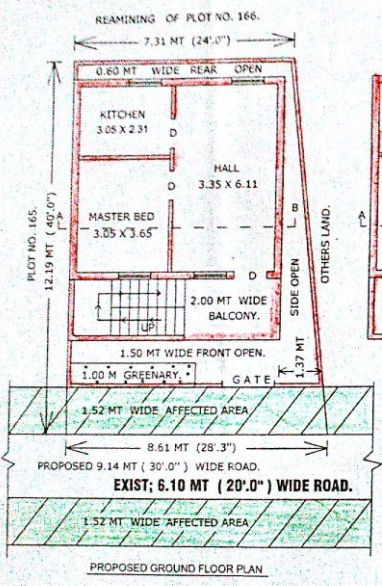 REAMINING OF PLOT NO. 166.
7.31 MT (24'.0")
0.60 MT WIDE REAR OPEN
KITCHEN
3.05 X 2.31
D
HALL
3.35 X 6.11
D
PLOT NO. 165.
12.19 MT (40'.0")
MASTER BED
3.05 X 3.65
A
B
A
SIDE OPEN
OTHERS LAND.
D
2.00 MT WIDE
BALCONY.
UP
1.50 MT WIDE FRONT OPEN.
1.37 MT
1.00 M GREENARY.
GATE
1.52 MT WIDE AFFECTED AREA
8.61 MT (28'.3")
PROPOSED 9.14 MT ( 30'.0" ) WIDE ROAD.
EXIST; 6.10 MT ( 20'.0" ) WIDE ROAD.
1.52 MT WIDE AFFECTED AREA
PROPOSED GROUND FLOOR PLAN